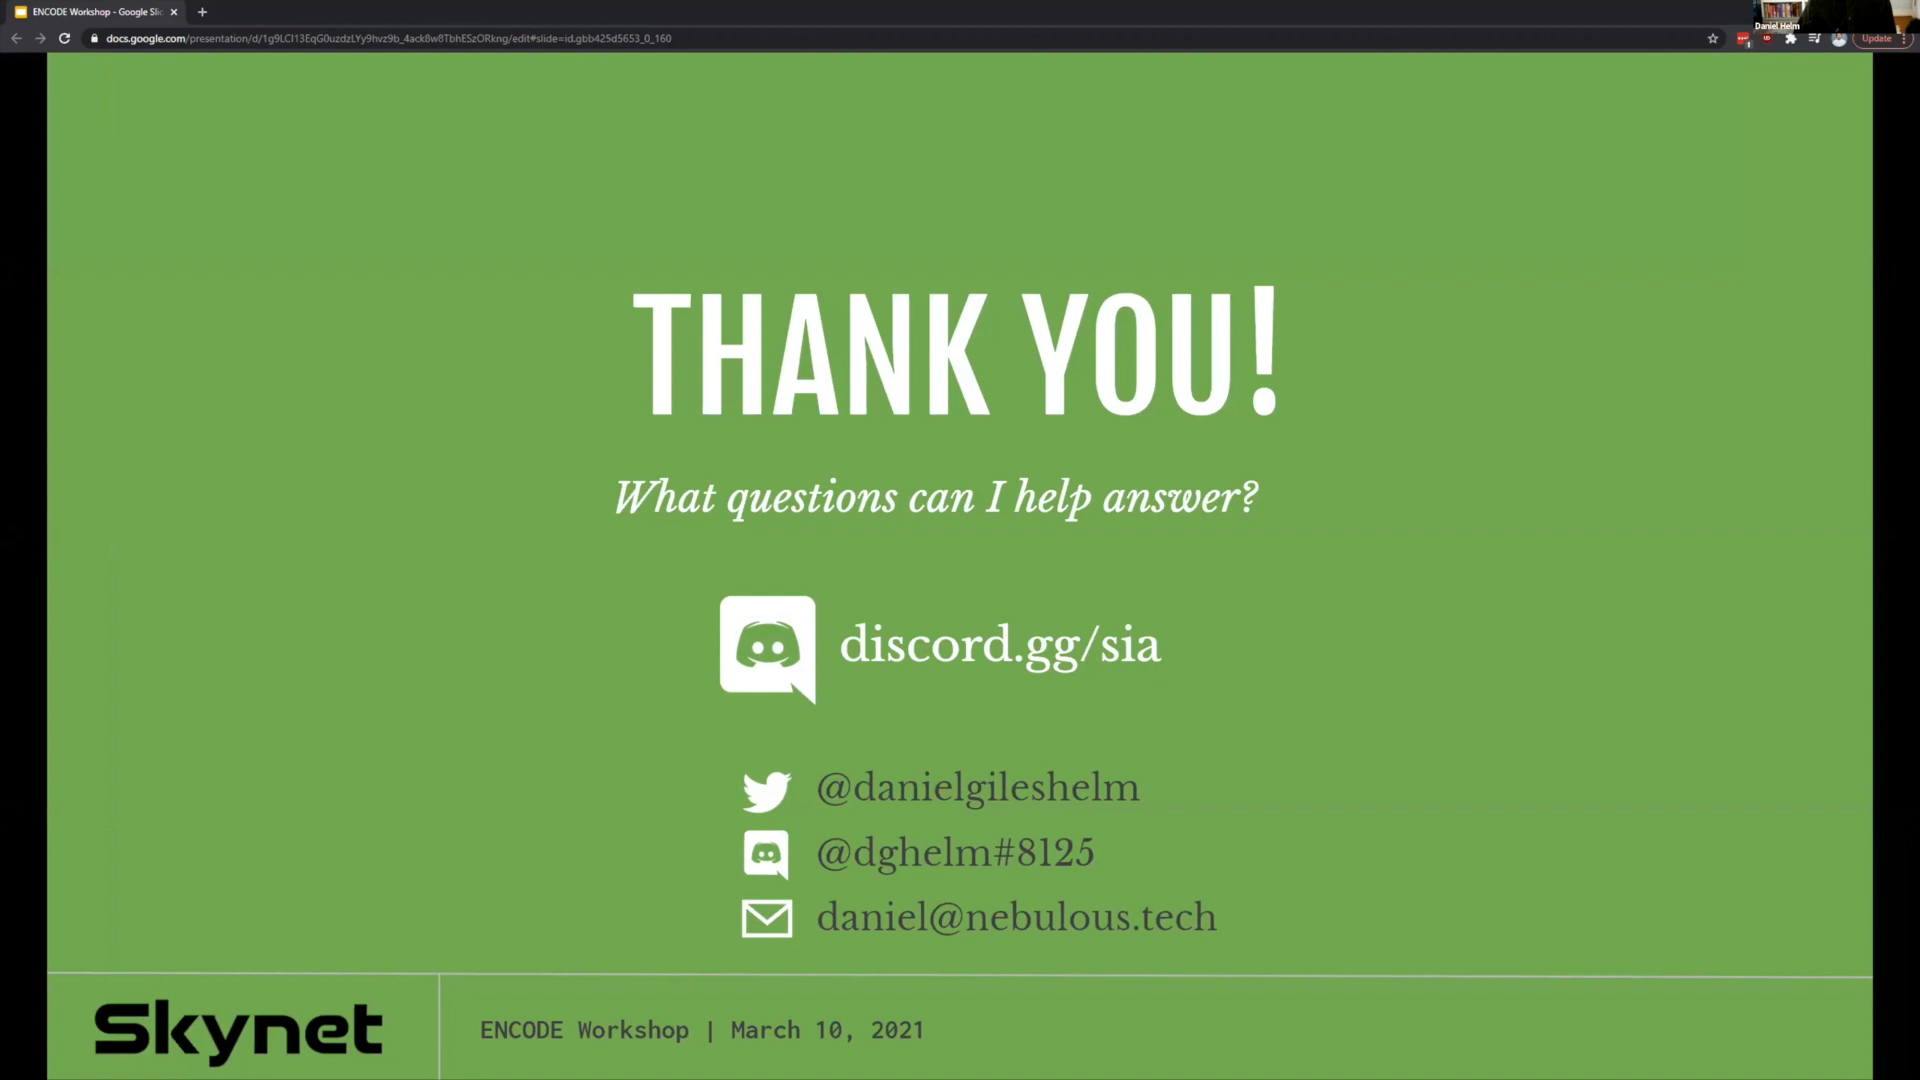 ENCODE Workshop - Google Sli
Daniel Helm
docs.google.com/presentation/d/1g9LCI13EqG0uzdzLYy9hvz9b_4ack8w8TbhESzORkng/edit#slide=id.gbb425d5653_0_160
Update
THANK YOU!
What questions can I help answer?
discord.gg/sia
@danielgileshelm
@dghelm#8125
daniel@nebulous.tech
Skynet
ENCODE Workshop | March 10, 2021